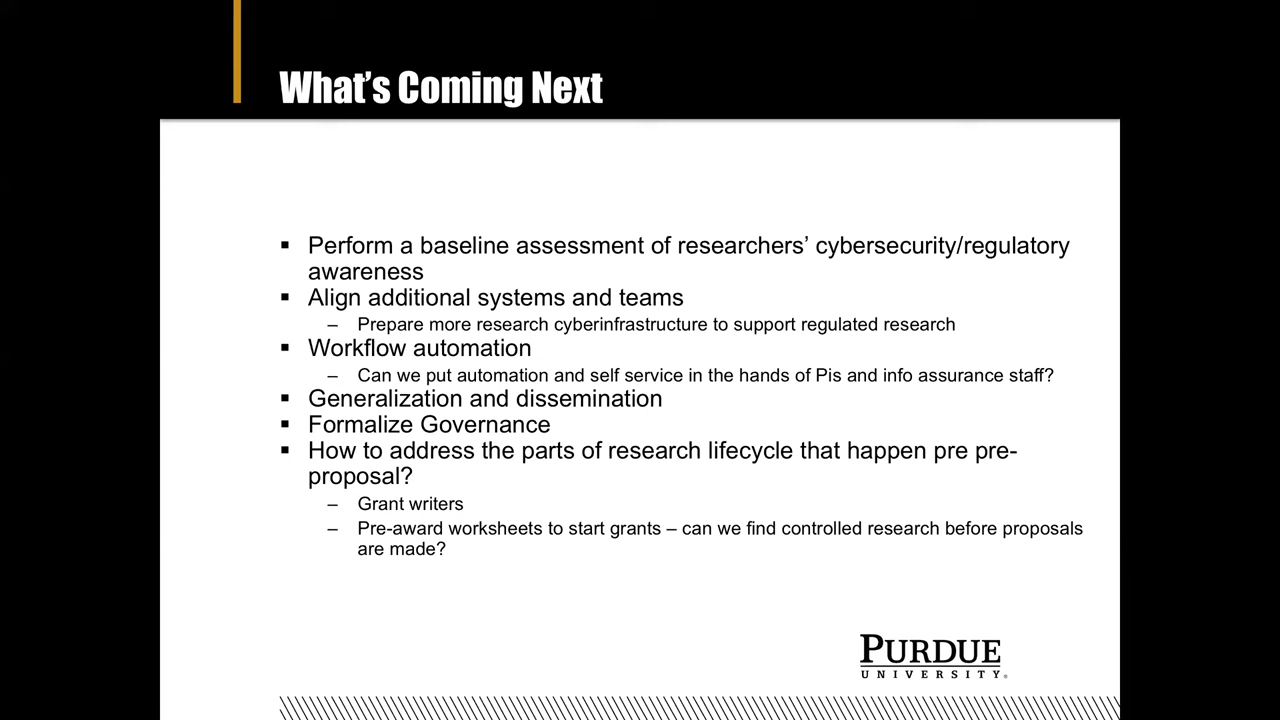 What’s Coming Next
▪ Perform a baseline assessment of researchers’ cybersecurity/regulatory
awareness
▪ Align additional systems and teams
– Prepare more research cyberinfrastructure to support regulated research
▪ Workflow automation
– Can we put automation and self service in the hands of Pis and info assurance staff?
▪ Generalization and dissemination
▪ Formalize Governance
▪ How to address the parts of research lifecycle that happen pre pre-
proposal?
– Grant writers
– Pre-award worksheets to start grants – can we find controlled research before proposals
are made?
PURDUE
UNIVERSITY®